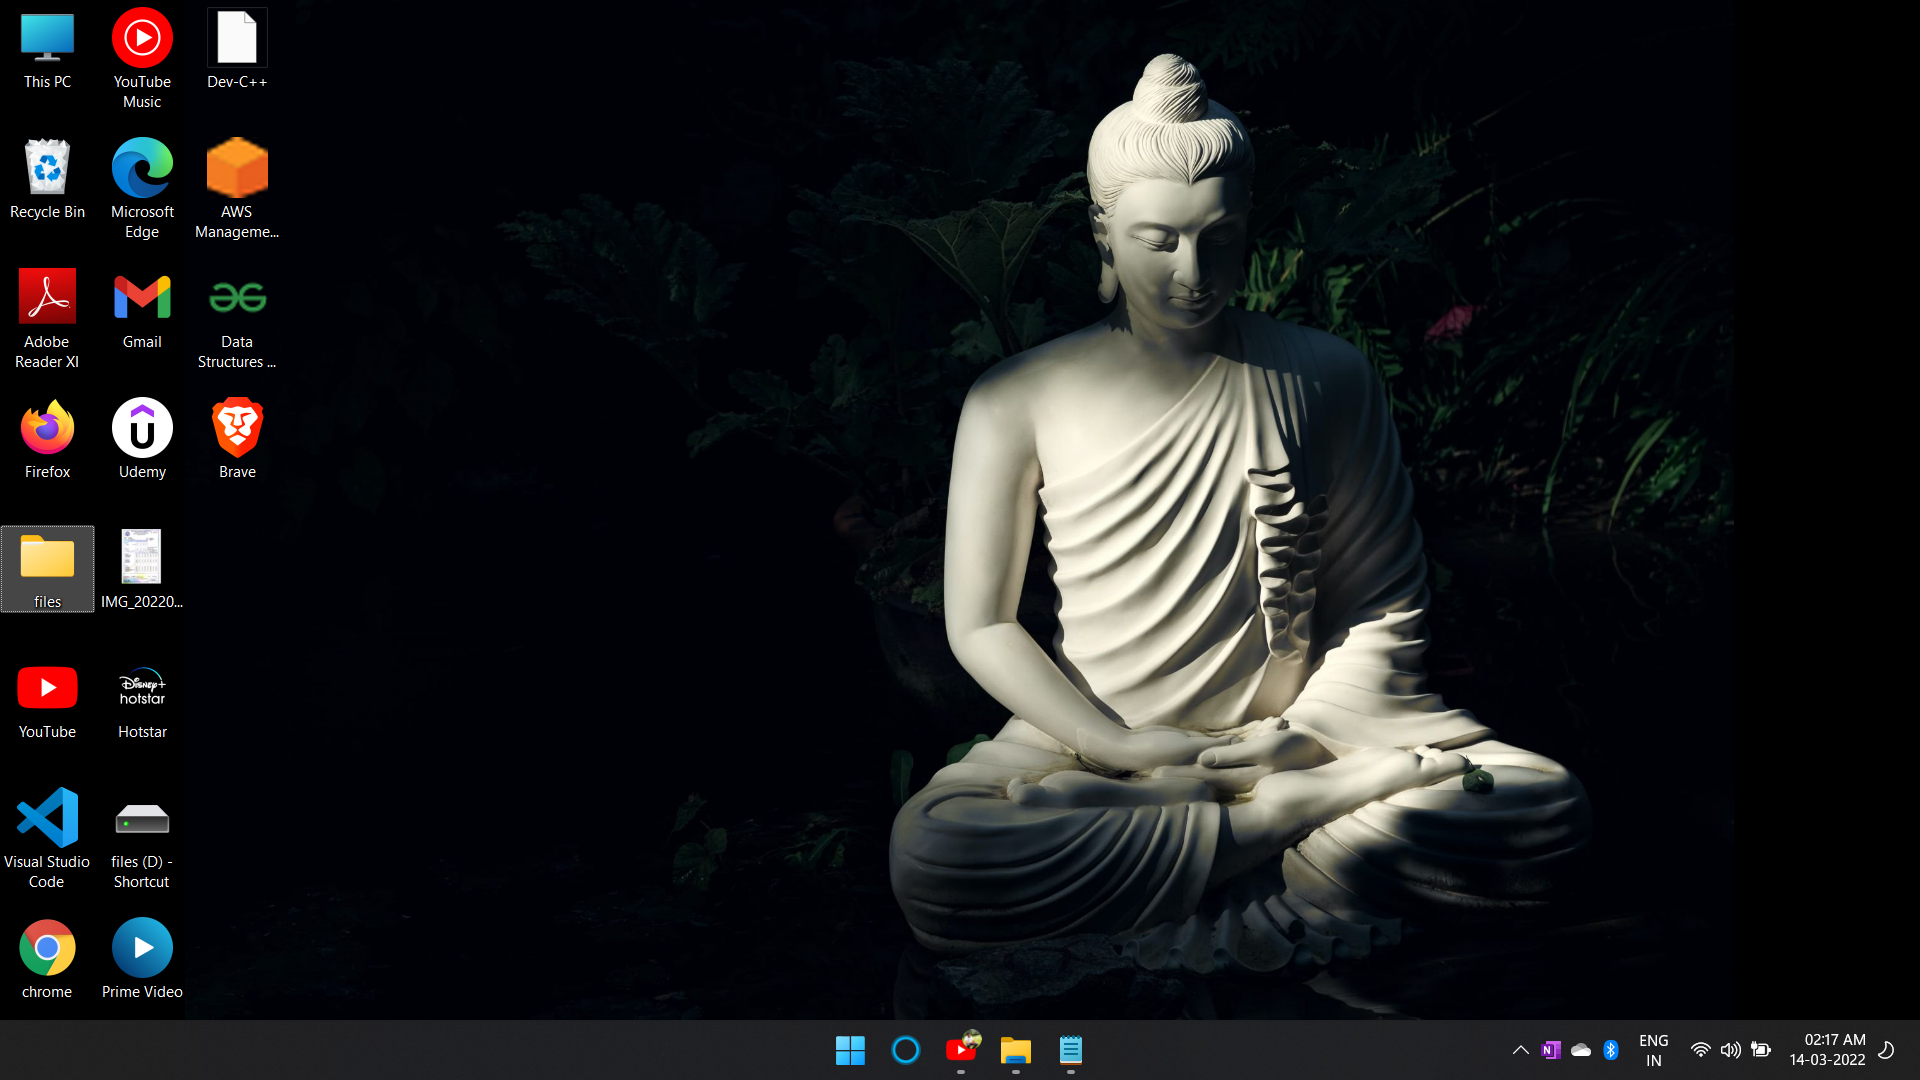 This PC
YouTube
Music
Dev-C++
Recycle Bin
Microsoft
Edge
AWS
Manageme...
Adobe
Reader XI
Gmail
Data
Structures ...
Firefox
Udemy
Brave
files
IMG_20220...
YouTube
Disney+
hotstar
Hotstar
Visual Studio
Code
files (D) -
Shortcut
chrome
Prime Video
N
ENG
IN
02:17 AM
14-03-2022